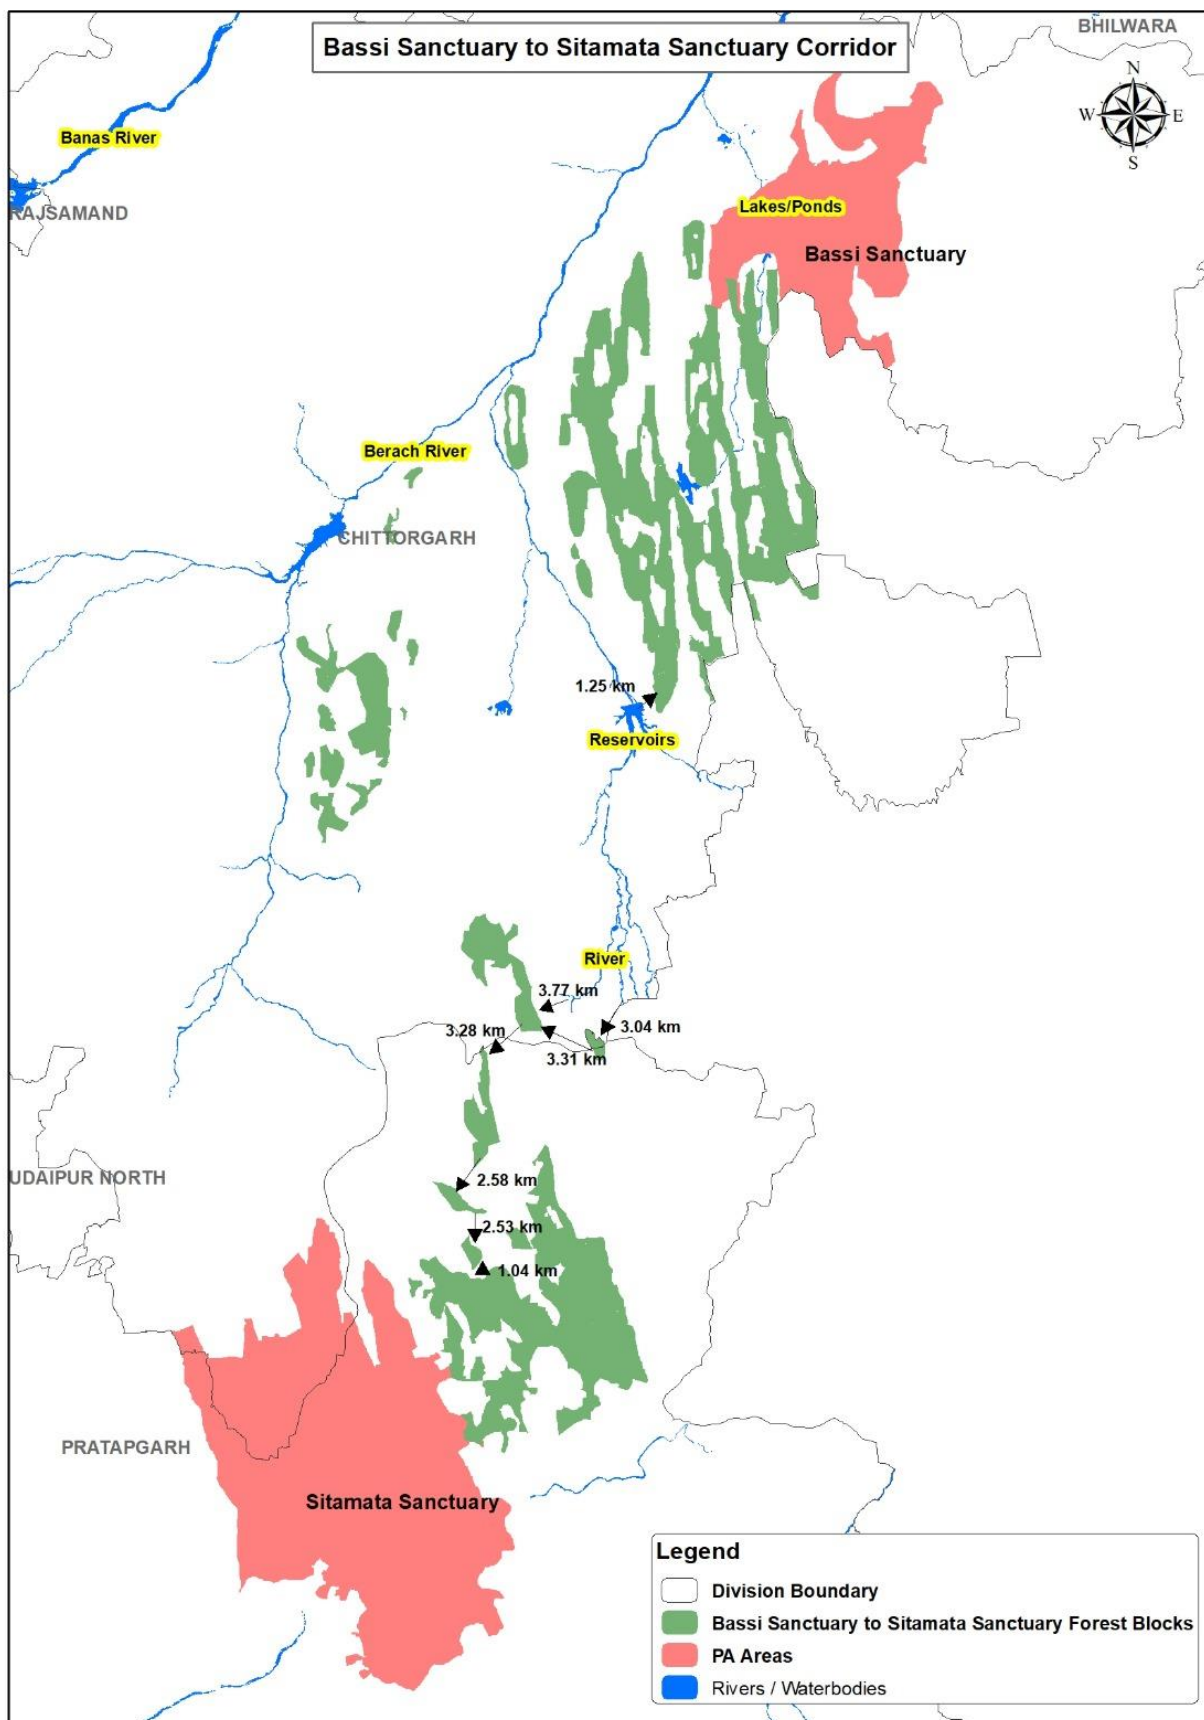 Bassi Sanctuary to Sitamata Sanctuary Corridor
BHILWARA
N
W
E
S
Banas River
RAJSAMAND
Lakes/Ponds
Bassi Sanctuary
Berach River
CHITTORGARH
1.25 km
Reservoirs
River
3.77 km
3.28 km
3.04 km
3.31 km
UDAIPUR NORTH
2.58 km
2.53 km
1.04 km
PRATAPGARH
Sitamata Sanctuary
Legend
Division Boundary
Bassi Sanctuary to Sitamata Sanctuary Forest Blocks
PA Areas
Rivers / Waterbodies